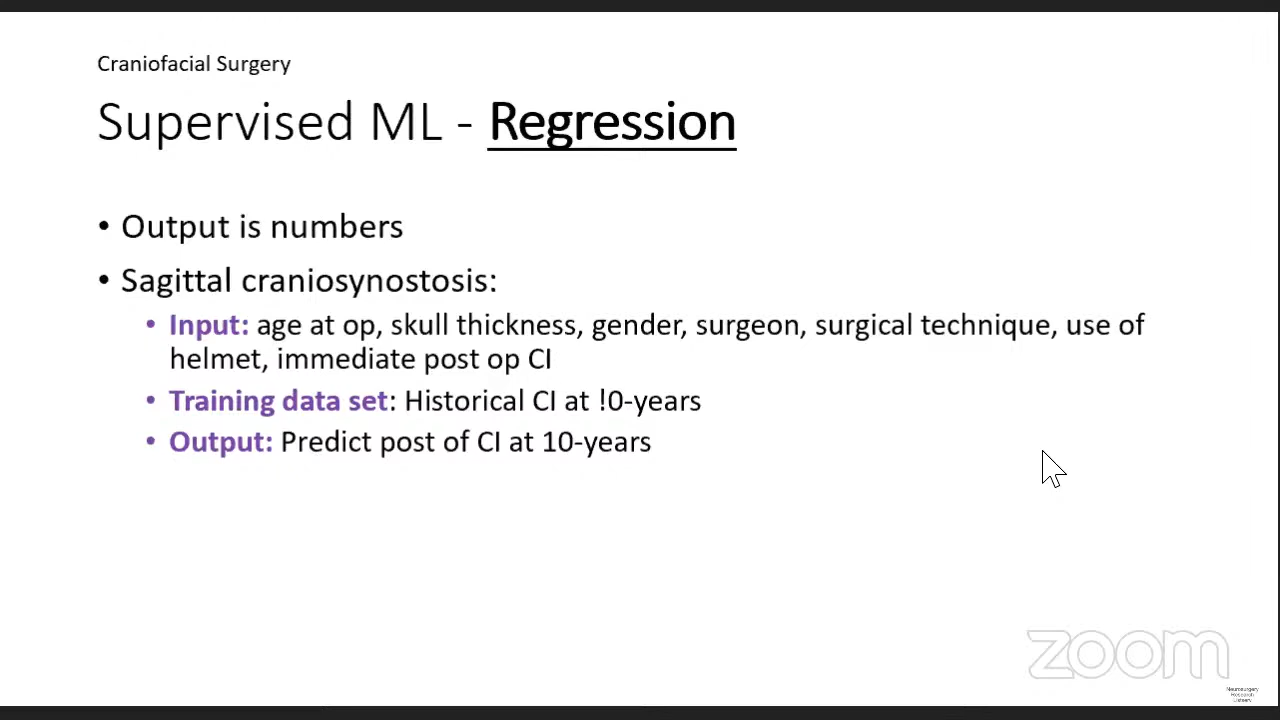 Craniofacial Surgery
Supervised ML - Regression
• Output is numbers
• Sagittal craniosynostosis:
• Input: age at op, skull thickness, gender, surgeon, surgical technique, use of
helmet, immediate post op CI
• Training data set: Historical CI at !0-years
• Output: Predict post of CI at 10-years
zoom
Neurosurgery
Research